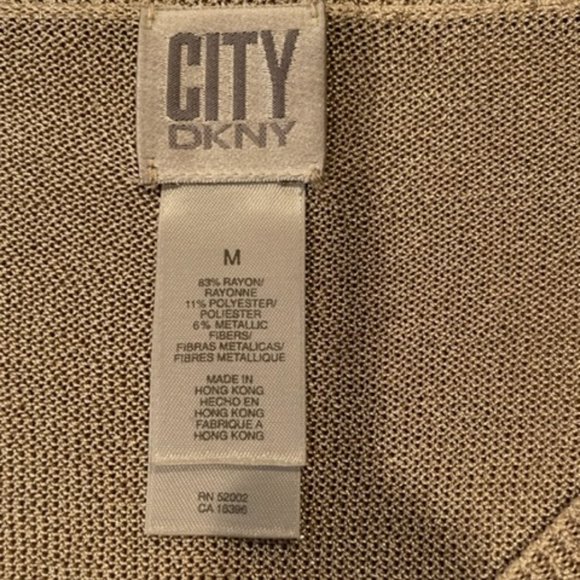 CITY
DKNY
M
83% RAYON/
RAYONNE
11% POLYESTER/
POLIESTER
6% METALLIC
FIBERS/
FIBRAS METALICAS/
FIBRES METALLIQUE
MADE IN
HONG KONG
HECHO EN
HONG KONG
FABRIQUE A
HONG KONG
RN 52002
CA 18396